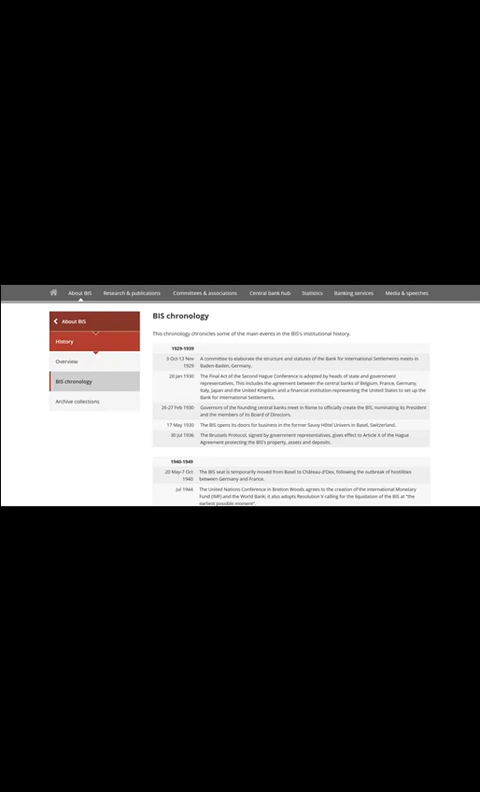 About BIS Research & publications Committees & associations Central bank hub Statistics Banking services Media & speeches
About BIS
History
Overview
BIS chronology
Archive collections
BIS chronology
This chronology chronicles some of the main events in the BIS's institutional history.
1929-1939
3 Oct-13 Nov 1929 A committee to elaborate the structure and statutes of the Bank for International Settlements meets in
Baden-Baden, Germany.
20 Jan 1930 The Final Act of the Second Hague Conference is adopted by heads of state and government
representatives. This includes the agreement between the central banks of Belgium, France, Germany,
Italy, Japan and the United Kingdom and a financial institution representing the United States to set up the
Bank for International Settlements.
26-27 Feb 1930 Governors of the founding central banks meet in Rome to officially create the BIS, nominating its President
and the members of its Board of Directors.
17 May 1930 The BIS opens its doors for business in the former Savoy Hôtel Univers in Basel, Switzerland.
30 Jul 1936 The Brussels Protocol, signed by government representatives, gives effect to Article X of the Hague
Agreement protecting the BIS's property, assets and deposits.
1940-1949
20 May-7 Oct 1940 The BIS seat is temporarily moved from Basel to Château-d'Oex, following the outbreak of hostilities
between Germany and France.
Jul 1944 The United Nations Conference in Bretton Woods agrees to the creation of the International Monetary
Fund (IMF) and the World Bank; it also adopts Resolution V calling for the liquidation of the BIS at "the
earliest possible moment".